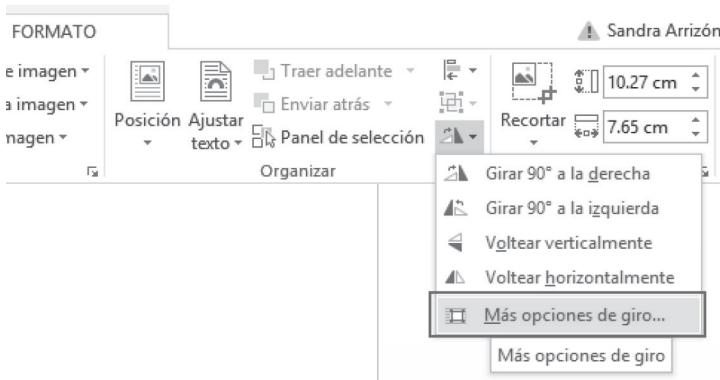 FORMATO
Sandra Arrizón
e imagen
a imagen
magen
Posición
Ajustar
texto
Traer adelante
Enviar atrás
Panel de selección
Organizar
Recortar
10.27 cm
7.65 cm
Girar 90° a la derecha
Girar 90° a la izquierda
Voltear verticalmente
Voltear horizontalmente
Más opciones de giro...
Más opciones de giro